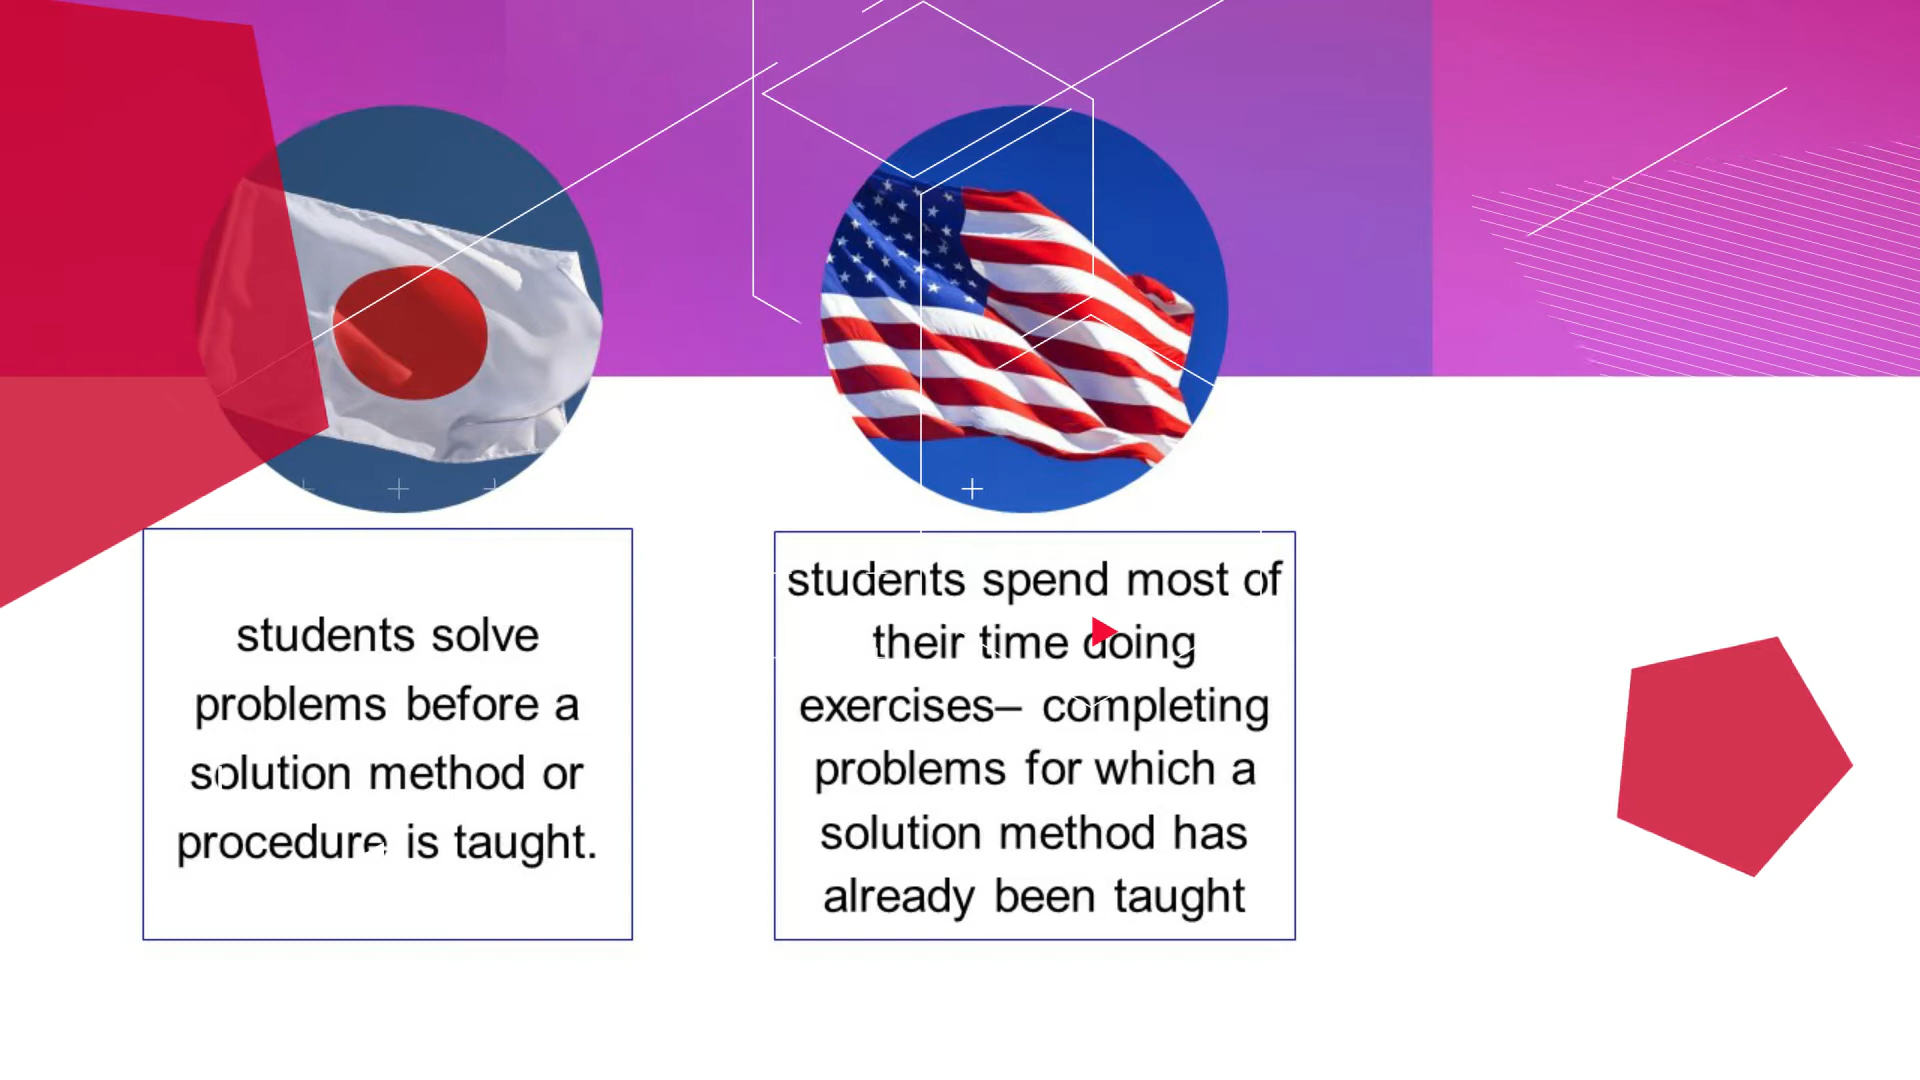 students solve
problems before a
solution method or
procedure is taught.
students spend most of
their time doing
exercises– completing
problems for which a
solution method has
already been taught